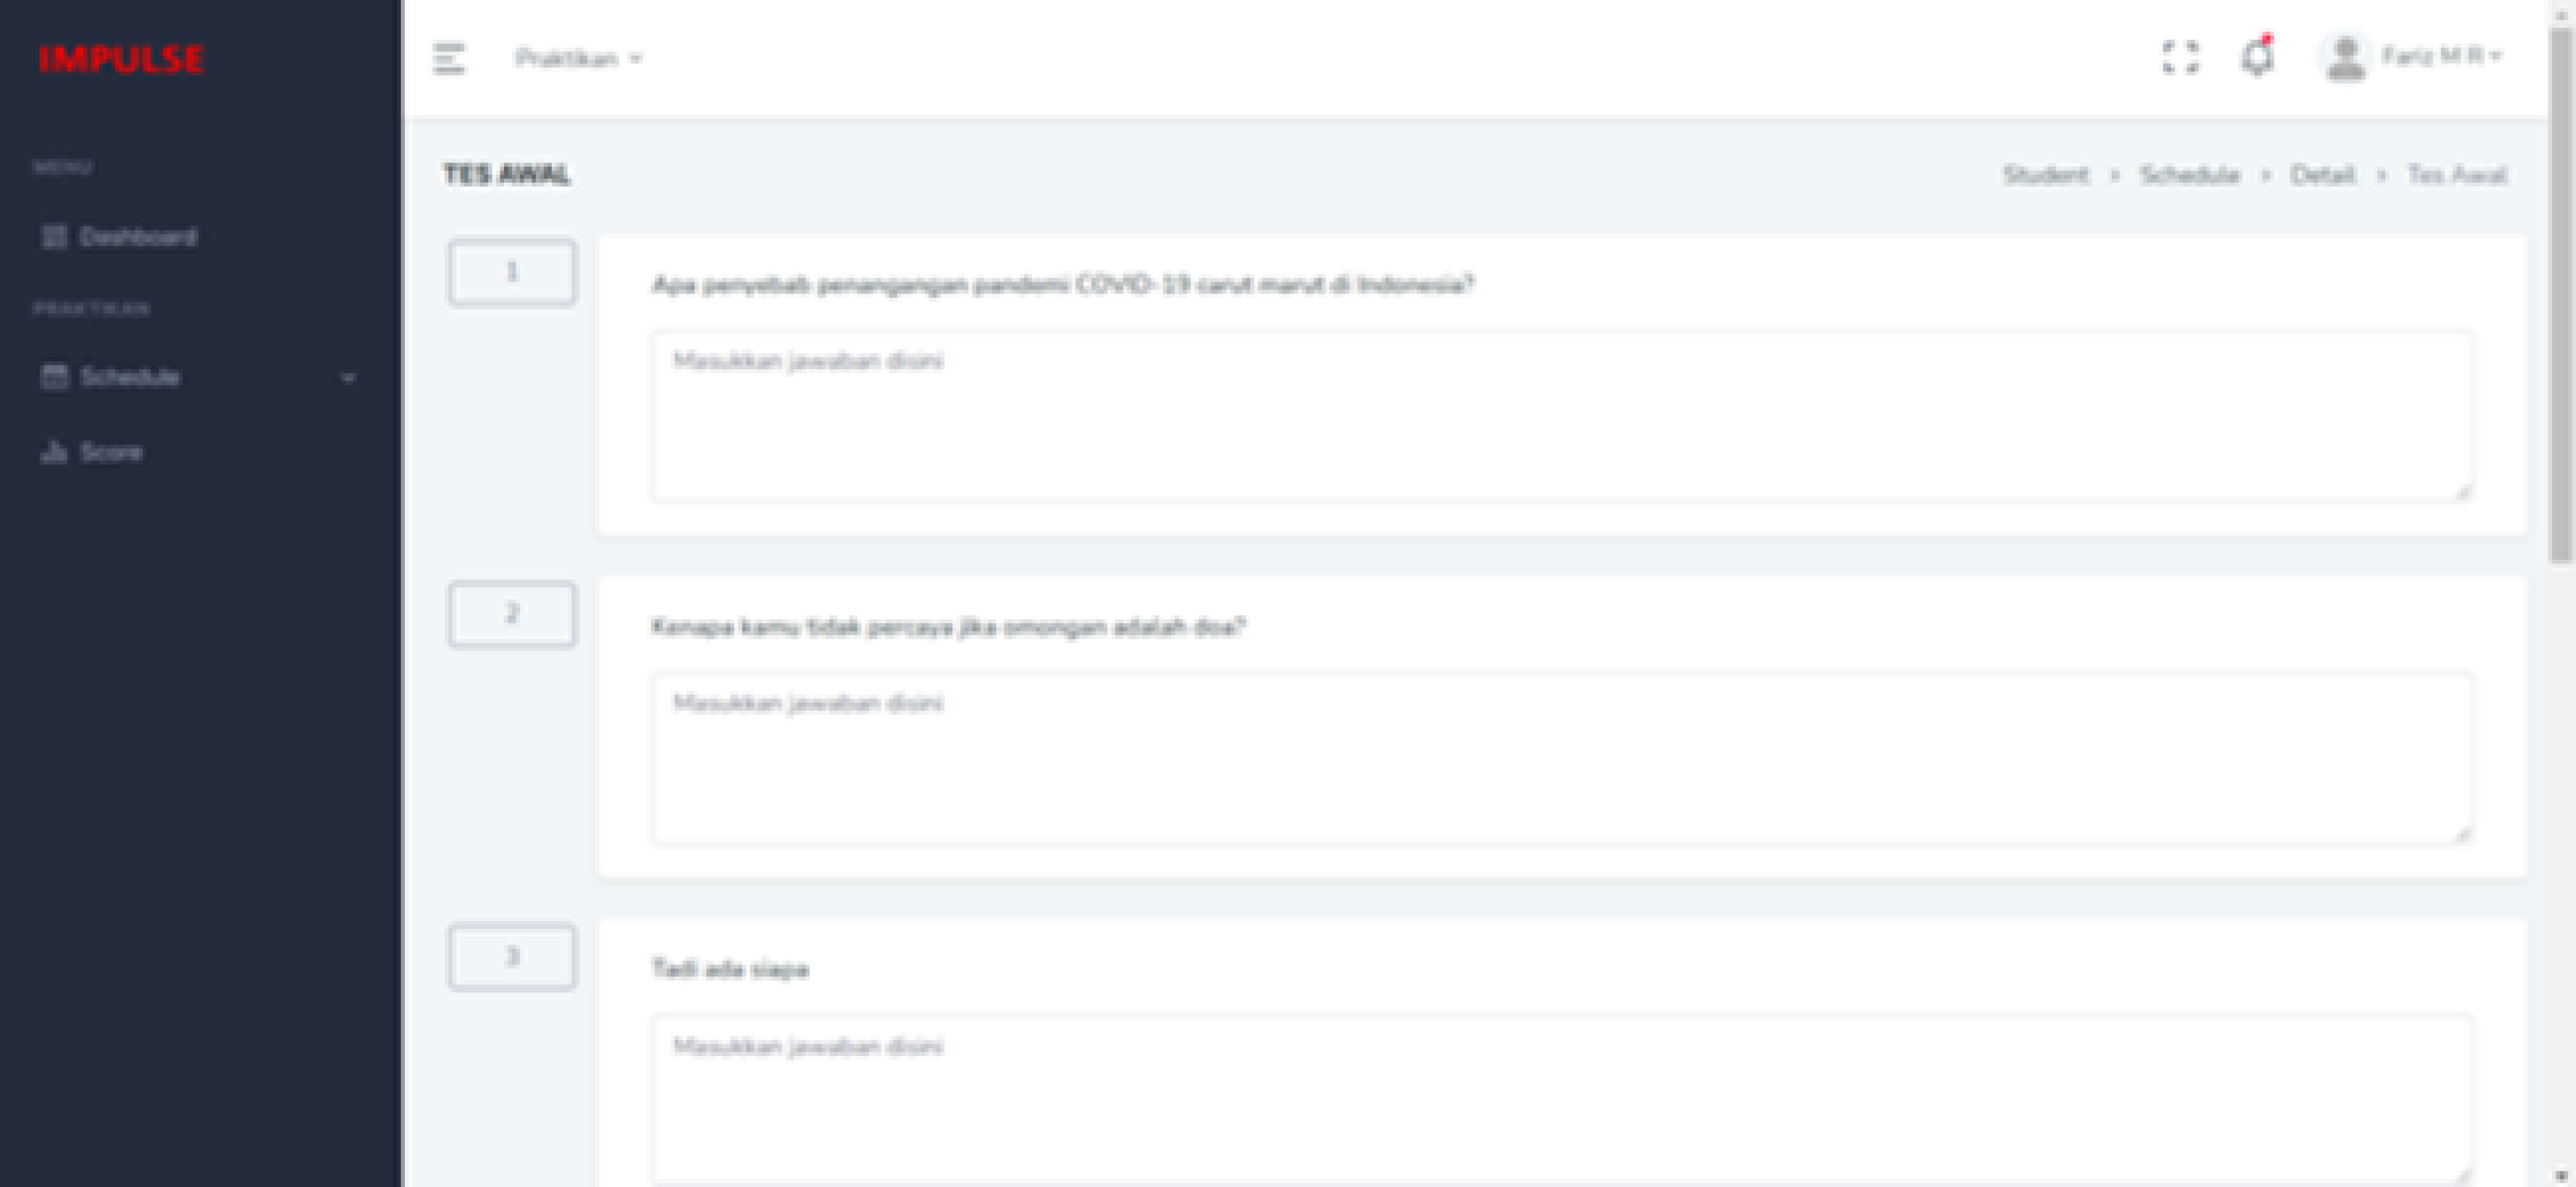 IMPULSE
Praktikan
Fariz M R
MENU
TES AWAL
Student > Schedule > Detail > Tes Awal
Dashboard
1
Apa penyebab penangangan pandemi COVID-19 carut marut di Indonesia?
PRAKTIKAN
Masukkan jawaban disini
Schedule
Score
2
Kenapa kamu tidak percaya jika omongan adalah doa?
Masukkan jawaban disini
3
Tadi ada siapa
Masukkan jawaban disini